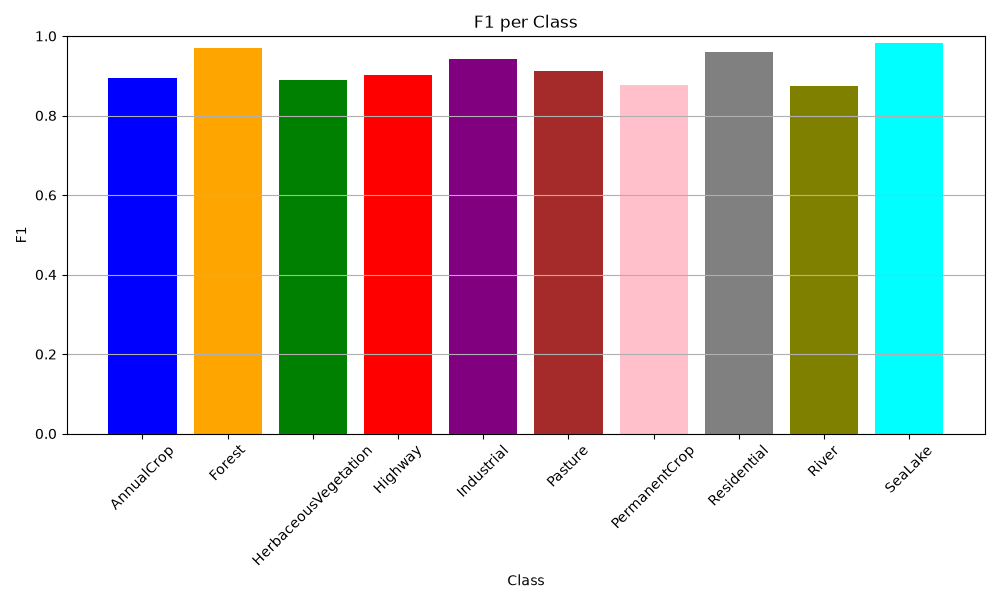 F1 per Class
1.0
0.8
0.6
0.4
0.2
0.0
F1
AnnualCrop
Forest
HerbaceousVegetation
Highway
Industrial
Pasture
PermanentCrop
Residential
River
SeaLake
Class